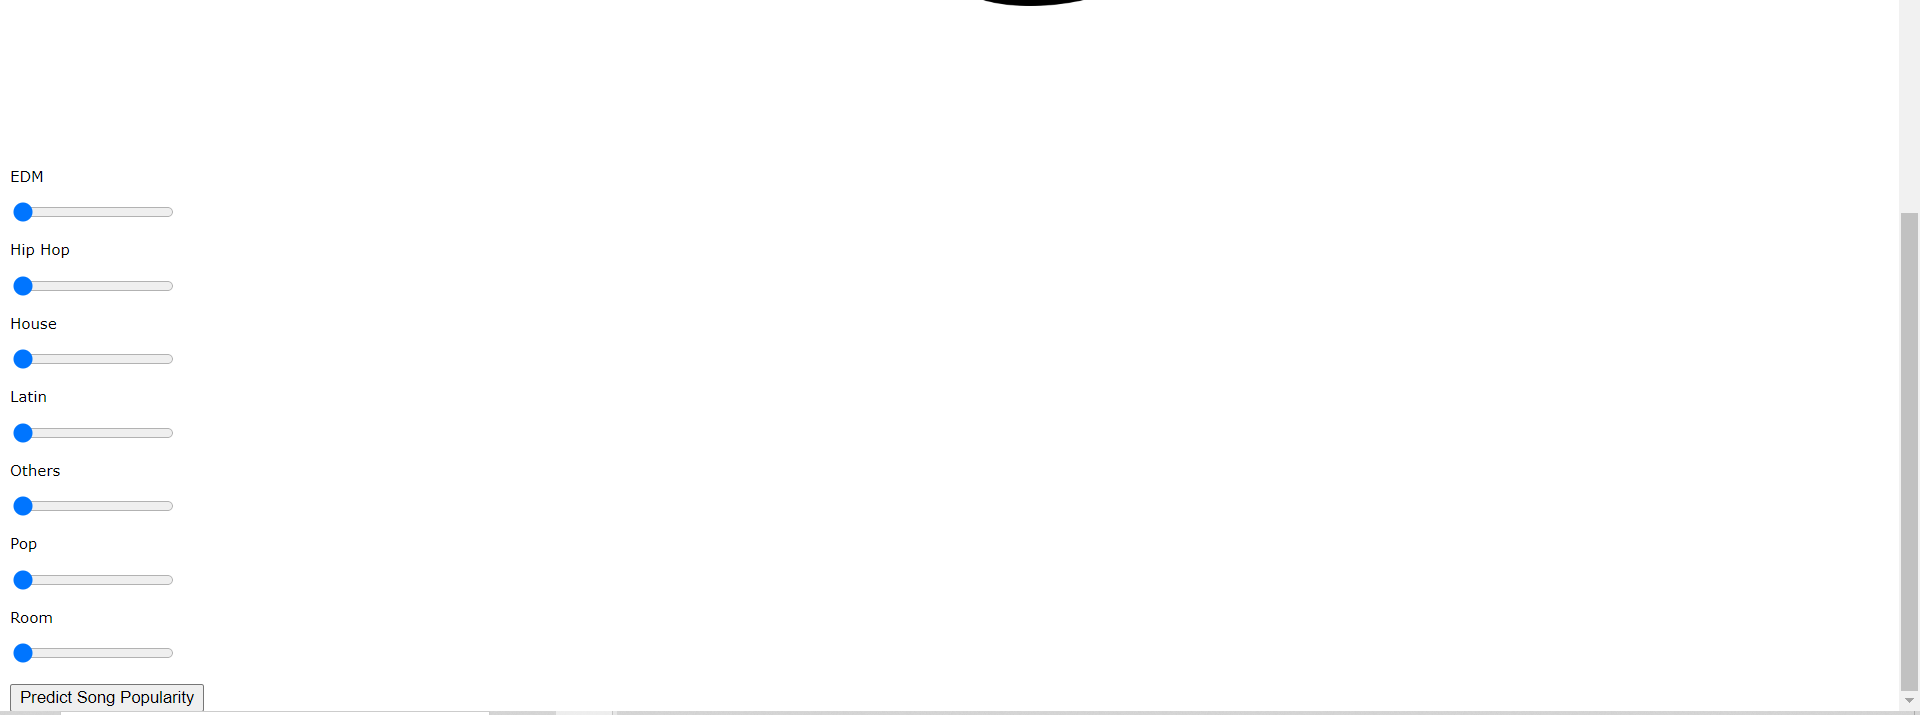 EDM
Hip Hop
House
Latin
Others
Pop
Room
Predict Song Popularity